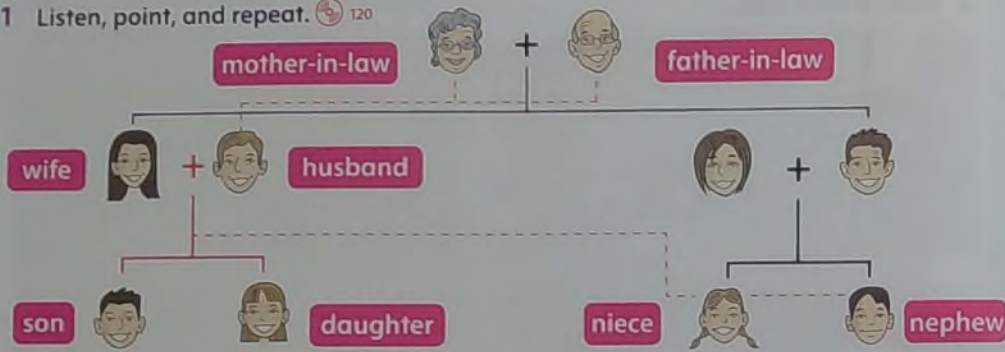 1 Listen, point, and repeat. 120
mother-in-law + father-in-law
wife + husband +
son daughter niece nephew